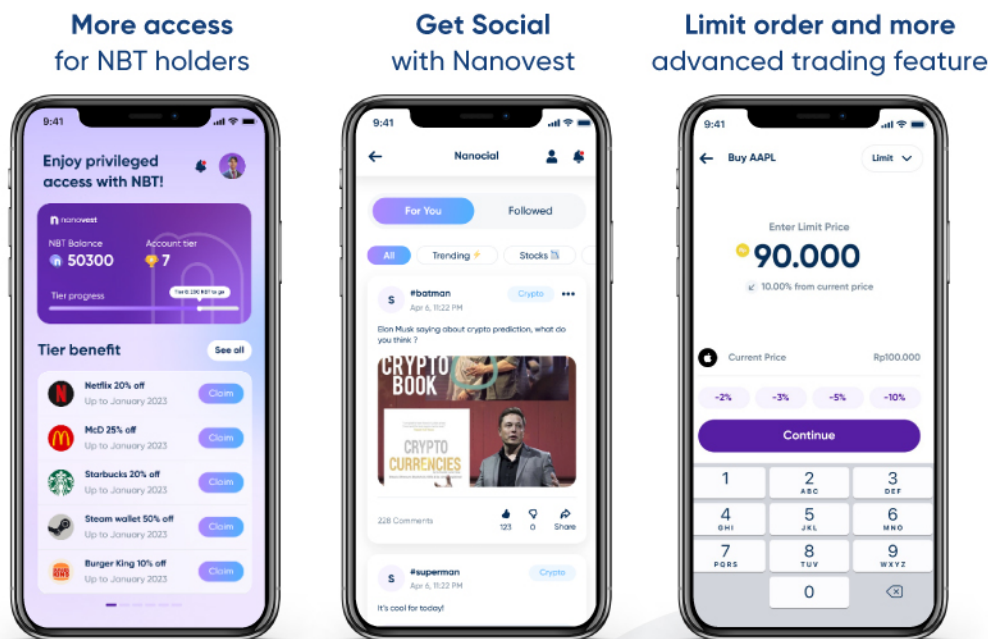 More access
for NBT holders
9:41
Enjoy privileged
access with NBT!
nanovest
NBT Balance
50300
Account tier
7
Tier progress
Tier benefit
See all
Netflix 20% off
Up to January 2023
Claim
McD 25% off
Up to January 2023
Claim
Starbucks 20% off
Up to January 2023
Claim
Steam wallet 50% off
Up to January 2023
Claim
Burger King 10% off
Up to January 2023
Claim
Get Social
with Nanovest
9:41
Nanocial
For You
Followed
All
Trending
Stocks
S
#batman
Apr 6, 11:22 PM
Crypto
Elon Musk saying about crypto prediction, what do
you think ?
CRYPTO
BOOK
CRYPTO
CURRENCIES
228 Comments
123
0
Share
S
#superman
Apr 6, 11:22 PM
Crypto
It's cool for today!
Limit order and more
advanced trading feature
9:41
Buy AAPL
Limit
Enter Limit Price
Rp
90.000
10.00% from current price
Current Price
Rp100.000
-2%
-3%
-5%
-10%
Continue
1
2
ABC
3
DEF
4
GHI
5
JKL
6
MNO
7
PQRS
8
TUV
9
WXYZ
0